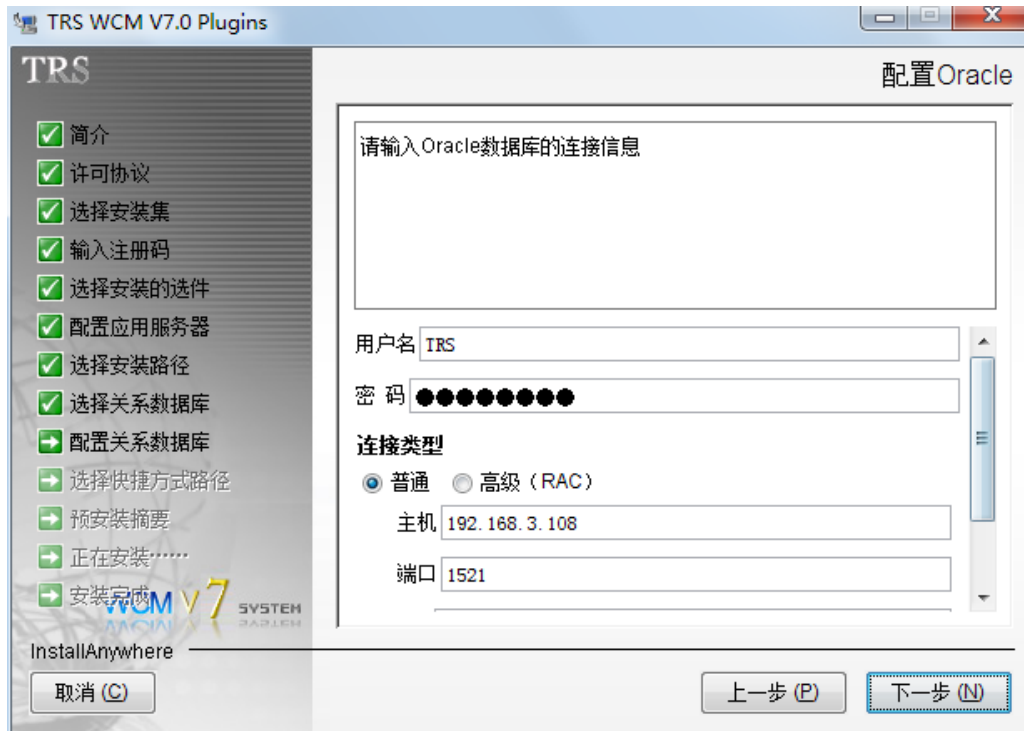 TRS WCM V7.0 Plugins
TRS
配置Oracle
简介
许可协议
选择安装集
输入注册码
选择安装的选件
配置应用服务器
选择安装路径
选择关系数据库
配置关系数据库
选择快捷方式路径
预安装摘要
正在安装……
安装完成
WCM V7 SYSTEM
请输入Oracle数据库的连接信息
用户名 TRS
密 码 ●●●●●●●●
连接类型
普通 高级（RAC）
主机 192.168.3.108
端口 1521
InstallAnywhere
取消 (C)
上一步 (P) 下一步 (N)